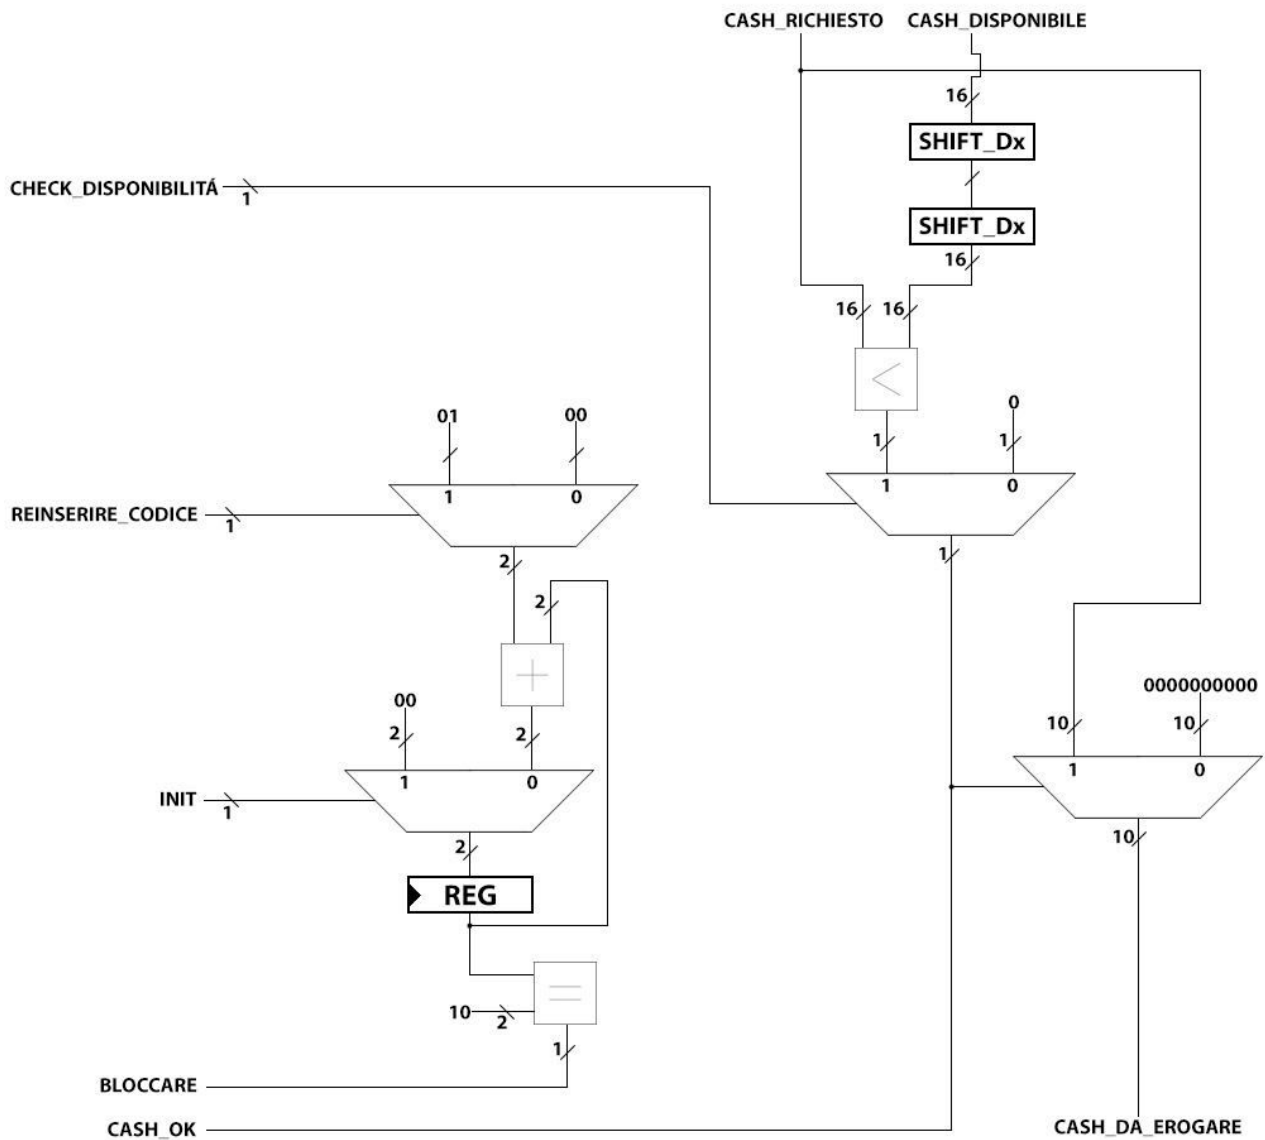 CASH_RICHIESTO CASH_DISPONIBILE
16
SHIFT_Dx
CHECK_DISPONIBILITÁ 1
SHIFT_Dx
16
16 16
<
0
01 00
1 1
1 0
1 0
REINSERIRE_CODICE 1
2
1
2
+
00
0000000000
2 2
10 10
1 0
1 0
INIT 1
2
10
REG
=
10 2
1
BLOCCARE
CASH_OK
CASH_DA_EROGARE